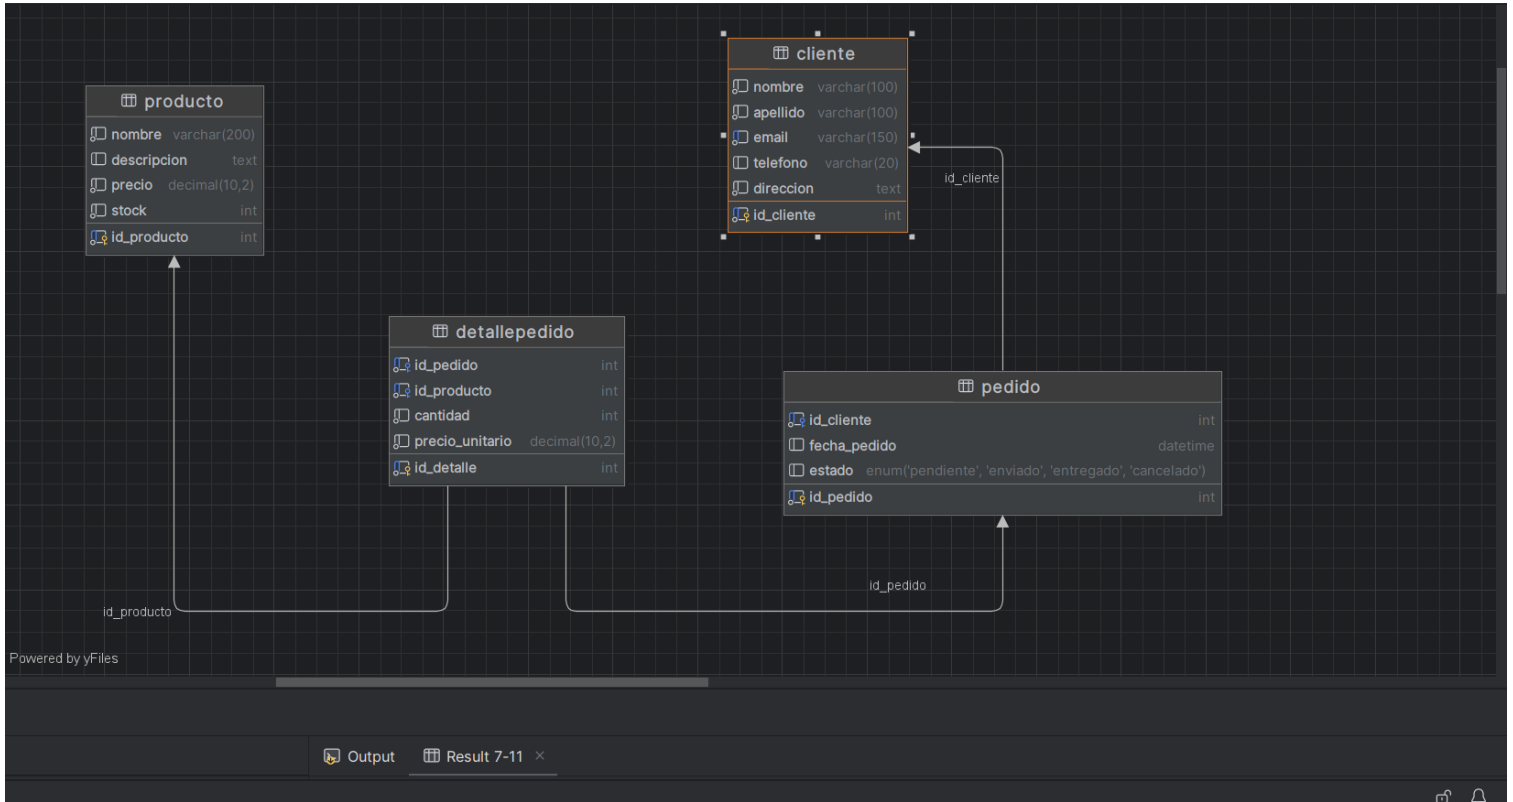 producto
nombre varchar(200)
descripcion text
precio decimal(10,2)
stock int
id_producto int
cliente
nombre varchar(100)
apellido varchar(100)
email varchar(150)
telefono varchar(20)
direccion text
id_cliente int
id_cliente
detallepedido
id_pedido int
id_producto int
cantidad int
precio_unitario decimal(10,2)
id_detalle int
pedido
id_cliente int
fecha_pedido datetime
estado enum('pendiente', 'enviado', 'entregado', 'cancelado')
id_pedido int
id_pedido
id_producto
Powered by yFiles
Output
Result 7-11